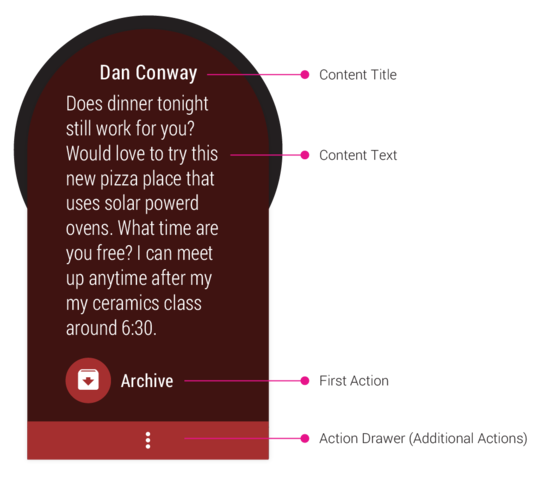 Dan Conway
Content Title
Does dinner tonight
still work for you?
Would love to try this
Content Text
new pizza place that
uses solar powerd
ovens. What time are
you free? I can meet
up anytime after my
my ceramics class
around 6:30.
Archive
First Action
Action Drawer (Additional Actions)